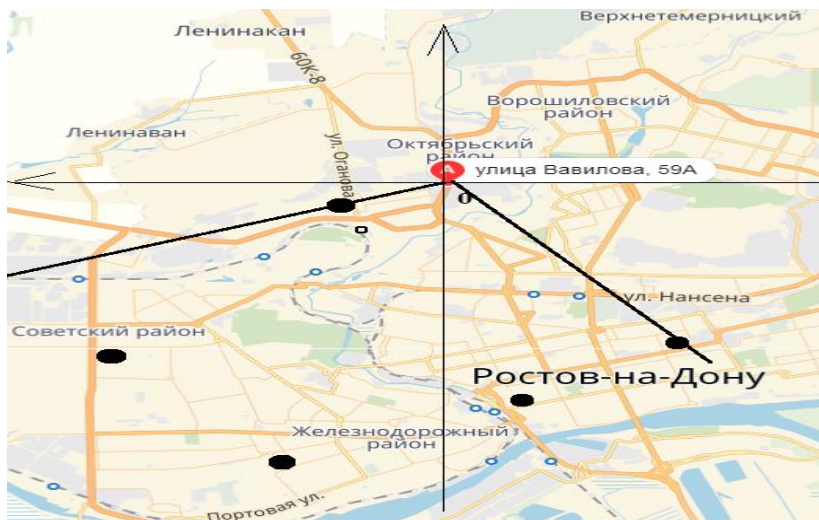 Верхнетемерницкий
Ленинакан
60К-8
Ворошиловский
район
Ленинаван
ул. Оганова
Октябрьский
район
А улица Вавилова, 59А
0
ул. Нансена
Советский район
Ростов-на-Дону
Железнодорожный
район
Портовая ул.